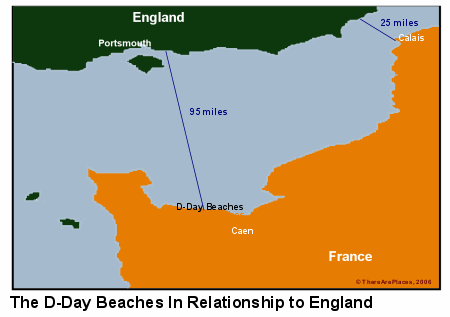 England
25 miles
Portsmouth
Calais
95 miles
D-Day Beaches
Caen
France
© ThereArePlaces, 2006
The D-Day Beaches In Relationship to England